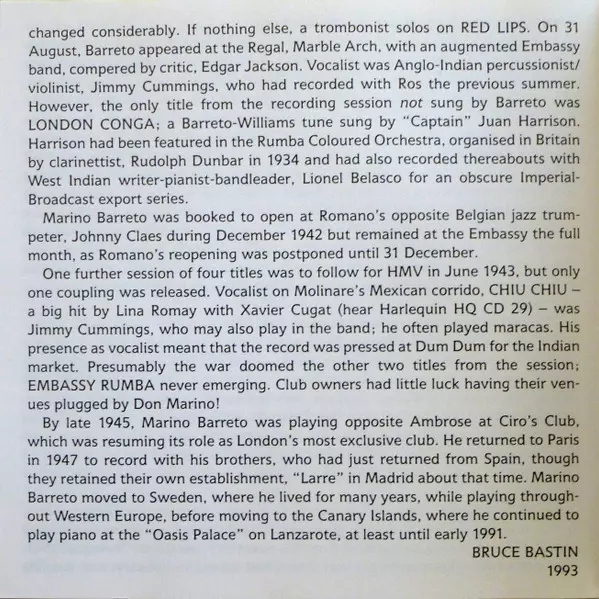 changed considerably. If nothing else, a trombonist solos on RED LIPS. On 31
August, Barreto appeared at the Regal, Marble Arch, with an augmented Embassy
band, compered by critic, Edgar Jackson. Vocalist was Anglo-Indian percussionist/
violinist, Jimmy Cummings, who had recorded with Ros the previous summer.
However, the only title from the recording session not sung by Barreto was
LONDON CONGA; a Barreto-Williams tune sung by “Captain” Juan Harrison.
Harrison had been featured in the Rumba Coloured Orchestra, organised in Britain
by clarinettist, Rudolph Dunbar in 1934 and had also recorded thereabouts with
West Indian writer-pianist-bandleader, Lionel Belasco for an obscure Imperial-
Broadcast export series.
Marino Barreto was booked to open at Romano’s opposite Belgian jazz trum-
peter, Johnny Claes during December 1942 but remained at the Embassy the full
month, as Romano’s reopening was postponed until 31 December.
One further session of four titles was to follow for HMV in June 1943, but only
one coupling was released. Vocalist on Molinare’s Mexican corrido, CHIU CHIU –
a big hit by Lina Romay with Xavier Cugat (hear Harlequin HQ CD 29) – was
Jimmy Cummings, who may also play in the band; he often played maracas. His
presence as vocalist meant that the record was pressed at Dum Dum for the Indian
market. Presumably the war doomed the other two titles from the session;
EMBASSY RUMBA never emerging. Club owners had little luck having their ven-
ues plugged by Don Marino!
By late 1945, Marino Barreto was playing opposite Ambrose at Ciro’s Club,
which was resuming its role as London’s most exclusive club. He returned to Paris
in 1947 to record with his brothers, who had just returned from Spain, though
they retained their own establishment, “Larre” in Madrid about that time. Marino
Barreto moved to Sweden, where he lived for many years, while playing through-
out Western Europe, before moving to the Canary Islands, where he continued to
play piano at the “Oasis Palace” on Lanzarote, at least until early 1991.
BRUCE BASTIN
1993